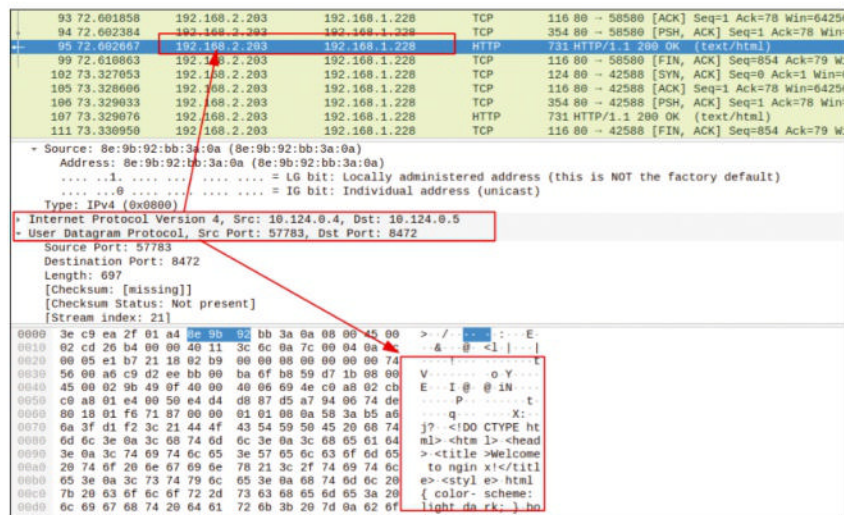 93 72.601858 192.168.2.203 192.168.1.228 TCP 116 80 → 58580 [ACK] Seq=1 Ack=78 Win=6425
94 72.602384 192.168.2.203 192.168.1.228 TCP 354 80 → 58580 [PSH, ACK] Seq=1 Ack=78 Win
95 72.602667 192.168.2.203 192.168.1.228 HTTP 731 HTTP/1.1 200 OK (text/html)
99 72.610863 192.168.2.203 192.168.1.228 TCP 116 80 → 58580 [FIN, ACK] Seq=854 Ack=79 W
102 73.327053 192.168.2.203 192.168.1.228 TCP 124 80 → 42588 [SYN, ACK] Seq=0 Ack=1 Win=
105 73.328606 192.168.2.203 192.168.1.228 TCP 116 80 → 42588 [ACK] Seq=1 Ack=78 Win=6425
106 73.329033 192.168.2.203 192.168.1.228 TCP 354 80 → 42588 [PSH, ACK] Seq=1 Ack=78 Win
107 73.329076 192.168.2.203 192.168.1.228 HTTP 731 HTTP/1.1 200 OK (text/html)
111 73.330950 192.168.2.203 192.168.1.228 TCP 116 80 → 42588 [FIN, ACK] Seq=854 Ack=79 W
Source: 8e:9b:92:bb:3a:0a (8e:9b:92:bb:3a:0a)
Address: 8e:9b:92:bb:3a:0a (8e:9b:92:bb:3a:0a)
.... ..1. .... .... .... .... = LG bit: Locally administered address (this is NOT the factory default)
.... ...0 .... .... .... .... = IG bit: Individual address (unicast)
Type: IPv4 (0x0800)
Internet Protocol Version 4, Src: 10.124.0.4, Dst: 10.124.0.5
User Datagram Protocol, Src Port: 57783, Dst Port: 8472
Source Port: 57783
Destination Port: 8472
Length: 697
[Checksum: [missing]]
[Checksum Status: Not present]
[Stream index: 21]
0000 3e c9 ea 2f 01 a4 8e 9b 92 bb 3a 0a 08 00 45 00 >··/···· ··:···E·
0010 02 cd 26 b4 00 00 40 11 3c 6c 0a 7c 00 04 0a 7c ··&···@· <l·|···|
0020 00 05 e1 b7 21 18 02 b9 00 00 08 00 00 00 00 74 ····!··· ·······t
0030 56 00 a6 c9 d2 ee bb 00 ba 6f b8 59 d7 1b 08 00 V······· ·o·Y····
0040 45 00 02 9b 49 0f 40 00 40 06 69 4e c0 a8 02 cb E···I·@· @·iN····
0050 c0 a8 01 e4 00 50 e4 d4 d8 87 d5 a7 94 06 74 de ·····P·· ······t·
0060 80 18 01 f6 71 87 00 00 01 01 08 0a 58 3a b5 a6 ····q··· ····X:··
0070 6a 3f d1 f2 3c 21 44 4f 43 54 59 50 45 20 68 74 j?··<!DO CTYPE ht
0080 6d 6c 3e 0a 3c 68 74 6d 6c 3e 0a 3c 68 65 61 64 ml>·<htm l>·<head
0090 3e 0a 3c 74 69 74 6c 65 3e 57 65 6c 63 6f 6d 65 >·<title >Welcome
00a0 20 74 6f 20 6e 67 69 6e 78 21 3c 2f 74 69 74 6c to ngin x!</titl
00b0 65 3e 0a 3c 73 74 79 6c 65 3e 0a 68 74 6d 6c 20 e>·<styl e>·html
00c0 7b 20 63 6f 6c 6f 72 2d 73 63 68 65 6d 65 3a 20 { color- scheme:
00d0 6c 69 67 68 74 20 64 61 72 6b 3b 20 7d 0a 62 6f light da rk; }·bo